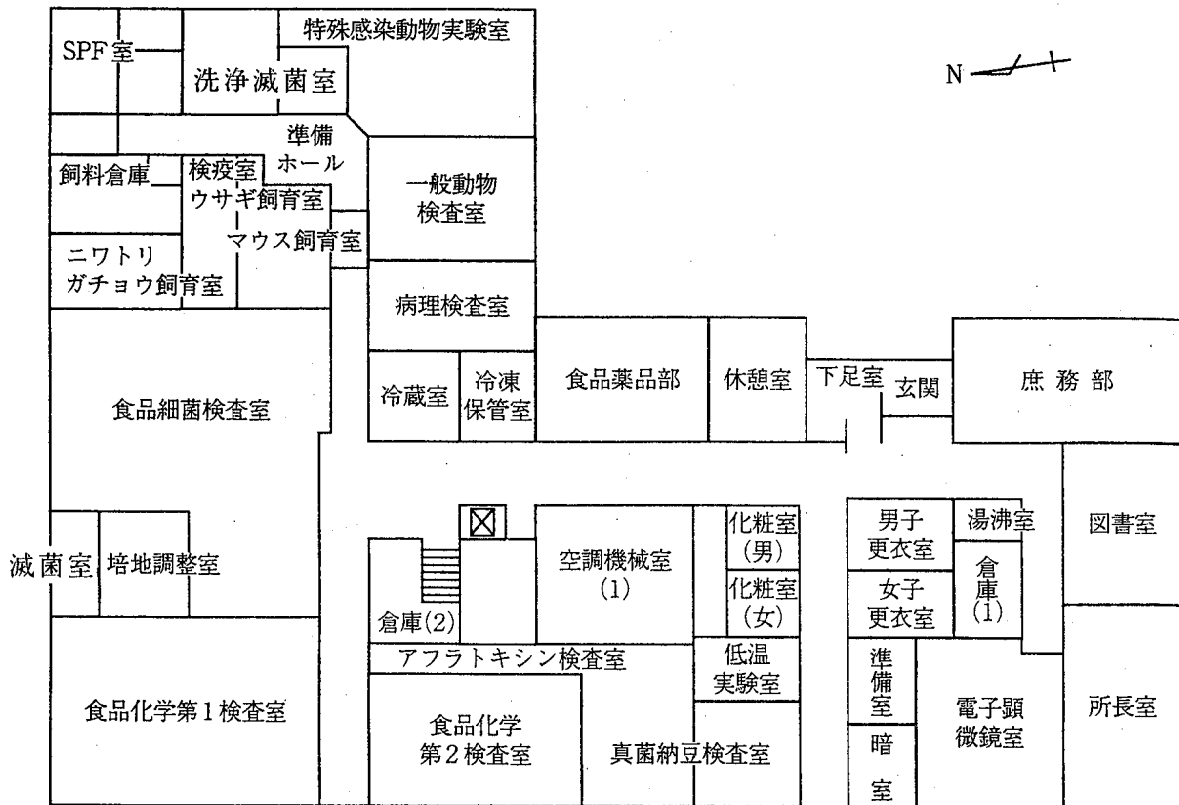 特殊感染動物実験室
SPF室
洗浄滅菌室
N
準備
ホール
飼料倉庫
検疫室
ウサギ飼育室
一般動物
検査室
マウス飼育室
ニワトリ
ガチョウ飼育室
病理検査室
冷蔵室
冷凍
保管室
食品薬品部
休憩室
下足室
玄関
庶務部
食品細菌検査室
滅菌室
培地調整室
倉庫(2)
空調機械室
(1)
化粧室
(男)
化粧室
(女)
男子
更衣室
女子
更衣室
湯沸室
倉庫
(1)
図書室
アフラトキシン検査室
低温
実験室
準備室
食品化学第1検査室
食品化学
第2検査室
真菌納豆検査室
暗室
電子顕
微鏡室
所長室